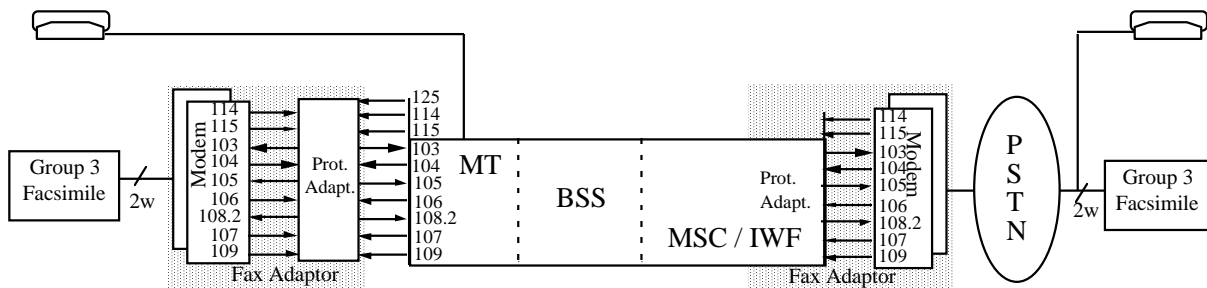 Group 3
Facsimile
2w
Modem
114
115
103
104
105
106
108.2
107
109
Prot.
Adapt.
Fax Adaptor
125
114
115
103
104
105
106
108.2
107
109
MT
BSS
MSC / IWF
Prot.
Adapt.
Fax Adaptor
114
115
103
104
105
106
108.2
107
109
Modem
PSTN
2w
Group 3
Facsimile